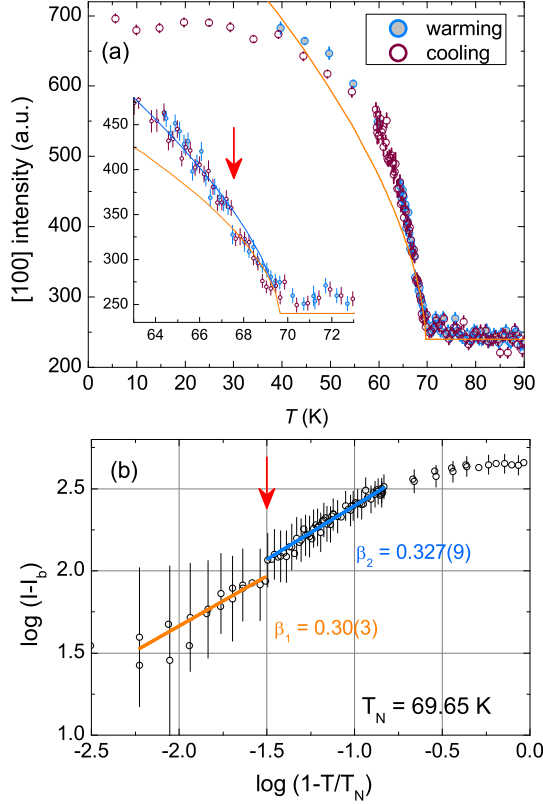 700
600
500
400
300
200
[100] intensity (a.u.)
(a)
warming
cooling
450
400
350
300
250
64 66 68 70 72
0 10 20 30 40 50 60 70 80 90
T (K)
(b)
2.5
2.0
1.5
1.0
log (I-I_b)
β₂ = 0.327(9)
β₁ = 0.30(3)
T_N = 69.65 K
-2.5 -2.0 -1.5 -1.0 -0.5 0.0
log (1-T/T_N)